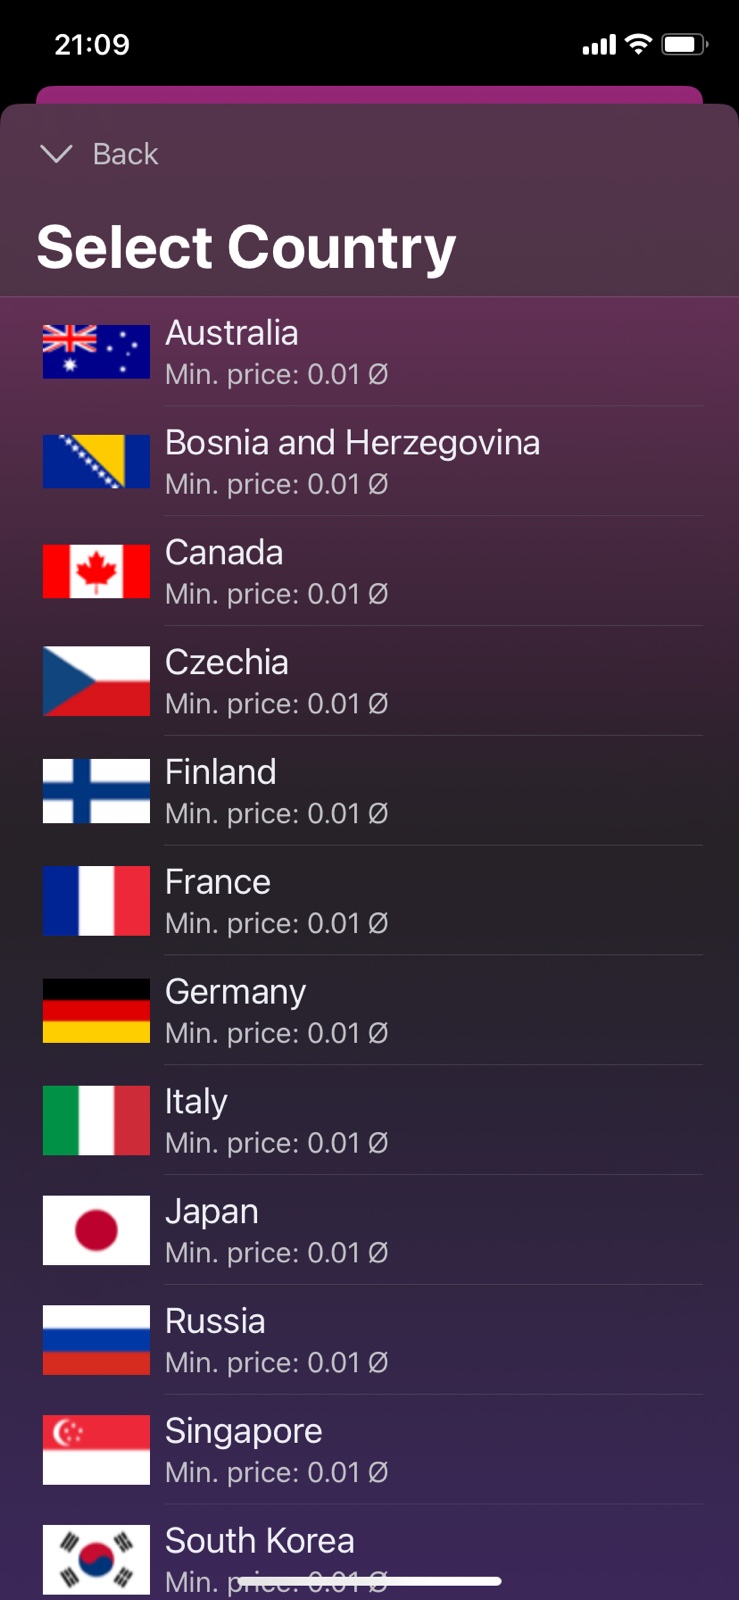 21:09
Back
Select Country
Australia
Min. price: 0.01 Ø
Bosnia and Herzegovina
Min. price: 0.01 Ø
Canada
Min. price: 0.01 Ø
Czechia
Min. price: 0.01 Ø
Finland
Min. price: 0.01 Ø
France
Min. price: 0.01 Ø
Germany
Min. price: 0.01 Ø
Italy
Min. price: 0.01 Ø
Japan
Min. price: 0.01 Ø
Russia
Min. price: 0.01 Ø
Singapore
Min. price: 0.01 Ø
South Korea
Min. price: 0.01 Ø